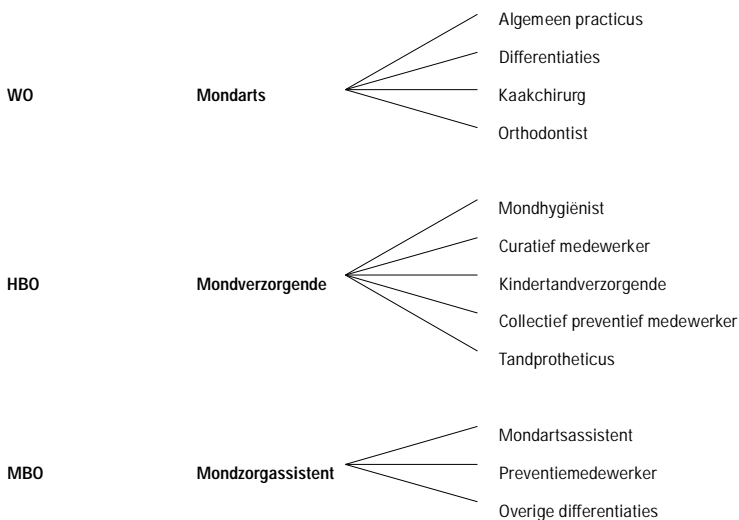 Algemeen practicus
Differentiaties
WO Mondarts Kaakchirurg
Orthodontist
Mondhygiënist
Curatief medewerker
HBO Mondverzorgende Kindertandverzorgende
Collectief preventief medewerker
Tandprotheticus
Mondartsassistent
MBO Mondzorgassistent Preventiemedewerker
Overige differentiaties